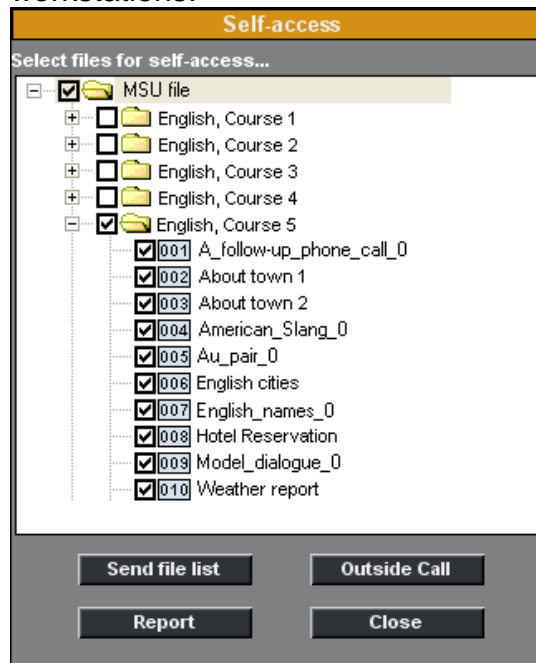 workstations.
Self-access
Select files for self-access...
MSU file
English, Course 1
English, Course 2
English, Course 3
English, Course 4
English, Course 5
001 A_follow-up_phone_call_0
002 About town 1
003 About town 2
004 American_Slang_0
005 Au_pair_0
006 English cities
007 English_names_0
008 Hotel Reservation
009 Model_dialogue_0
010 Weather report
Send file list Outside Call
Report Close